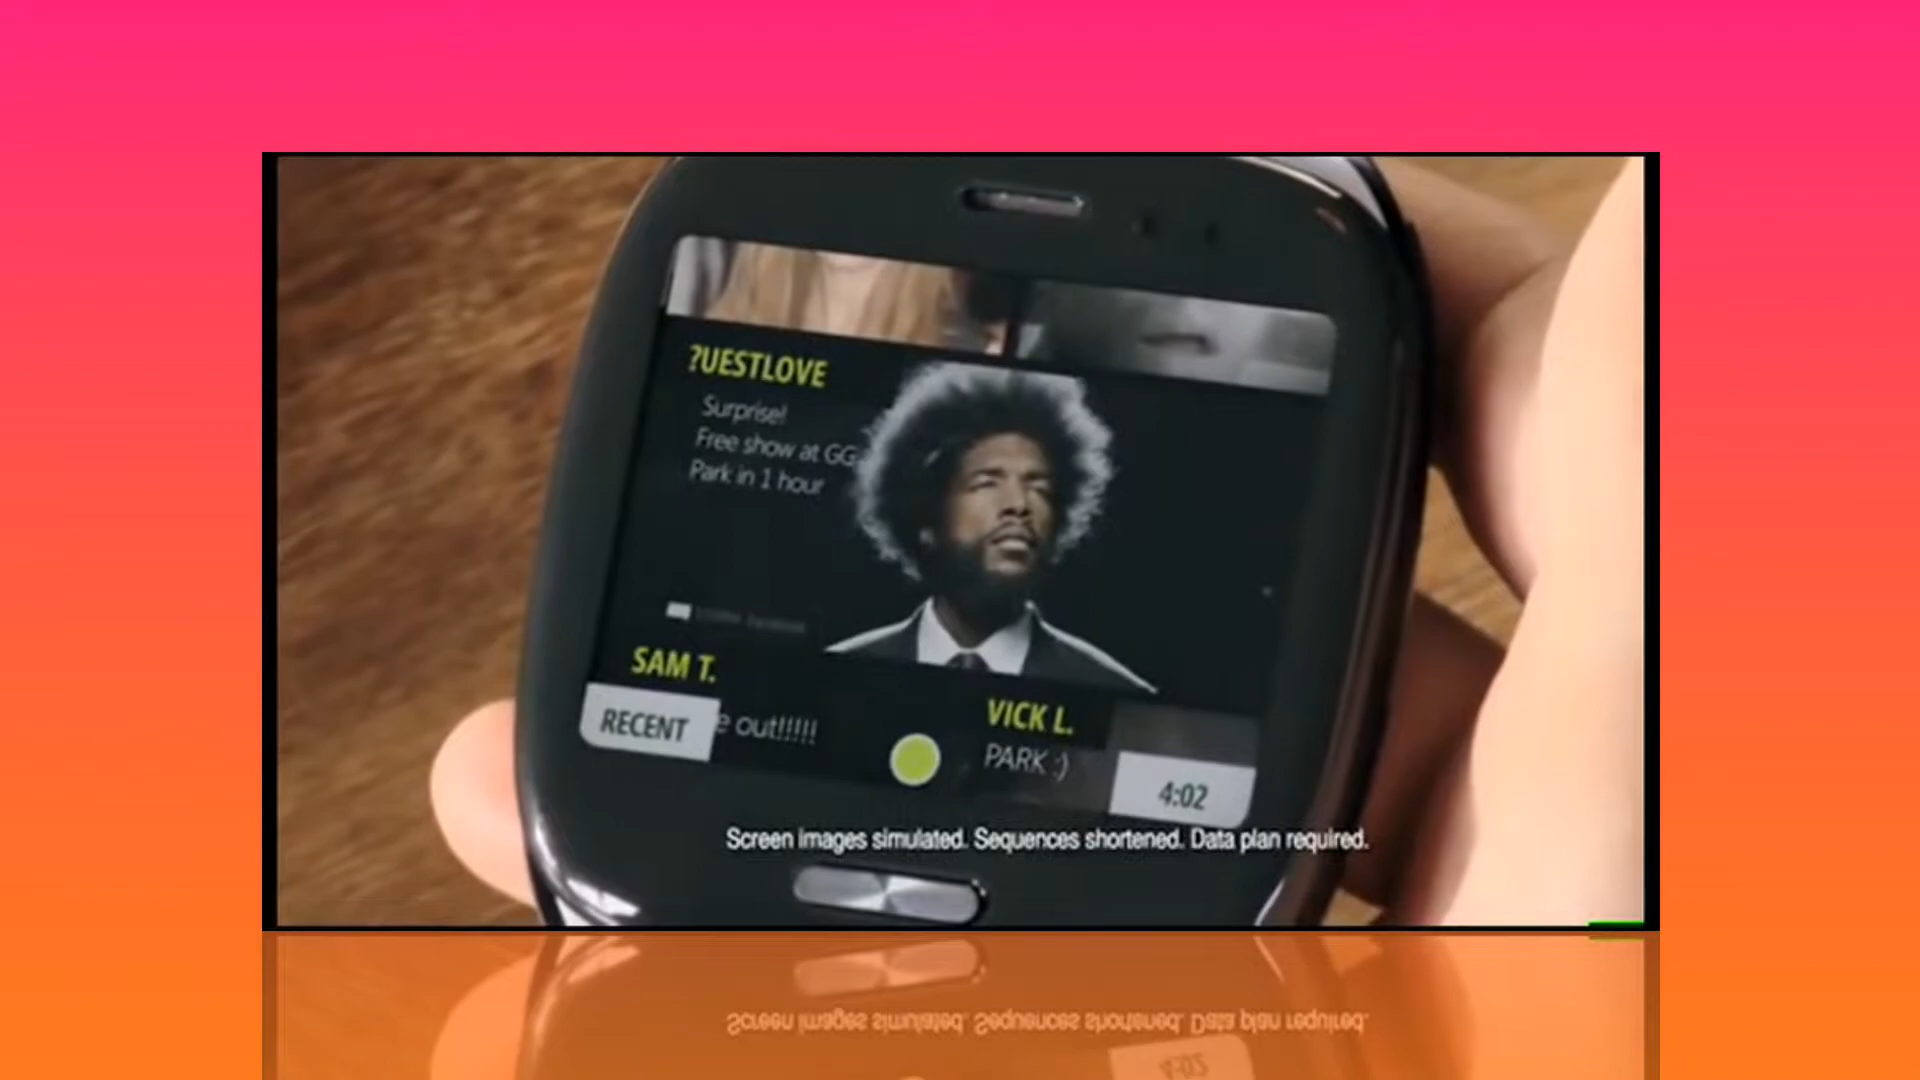 ?UESTLOVE
Surprise!
Free show at GG
Park in 1 hour
SAM T.
RECENT
e out!!!!!
VICK L.
PARK :)
4:02
Screen images simulated. Sequences shortened. Data plan required.